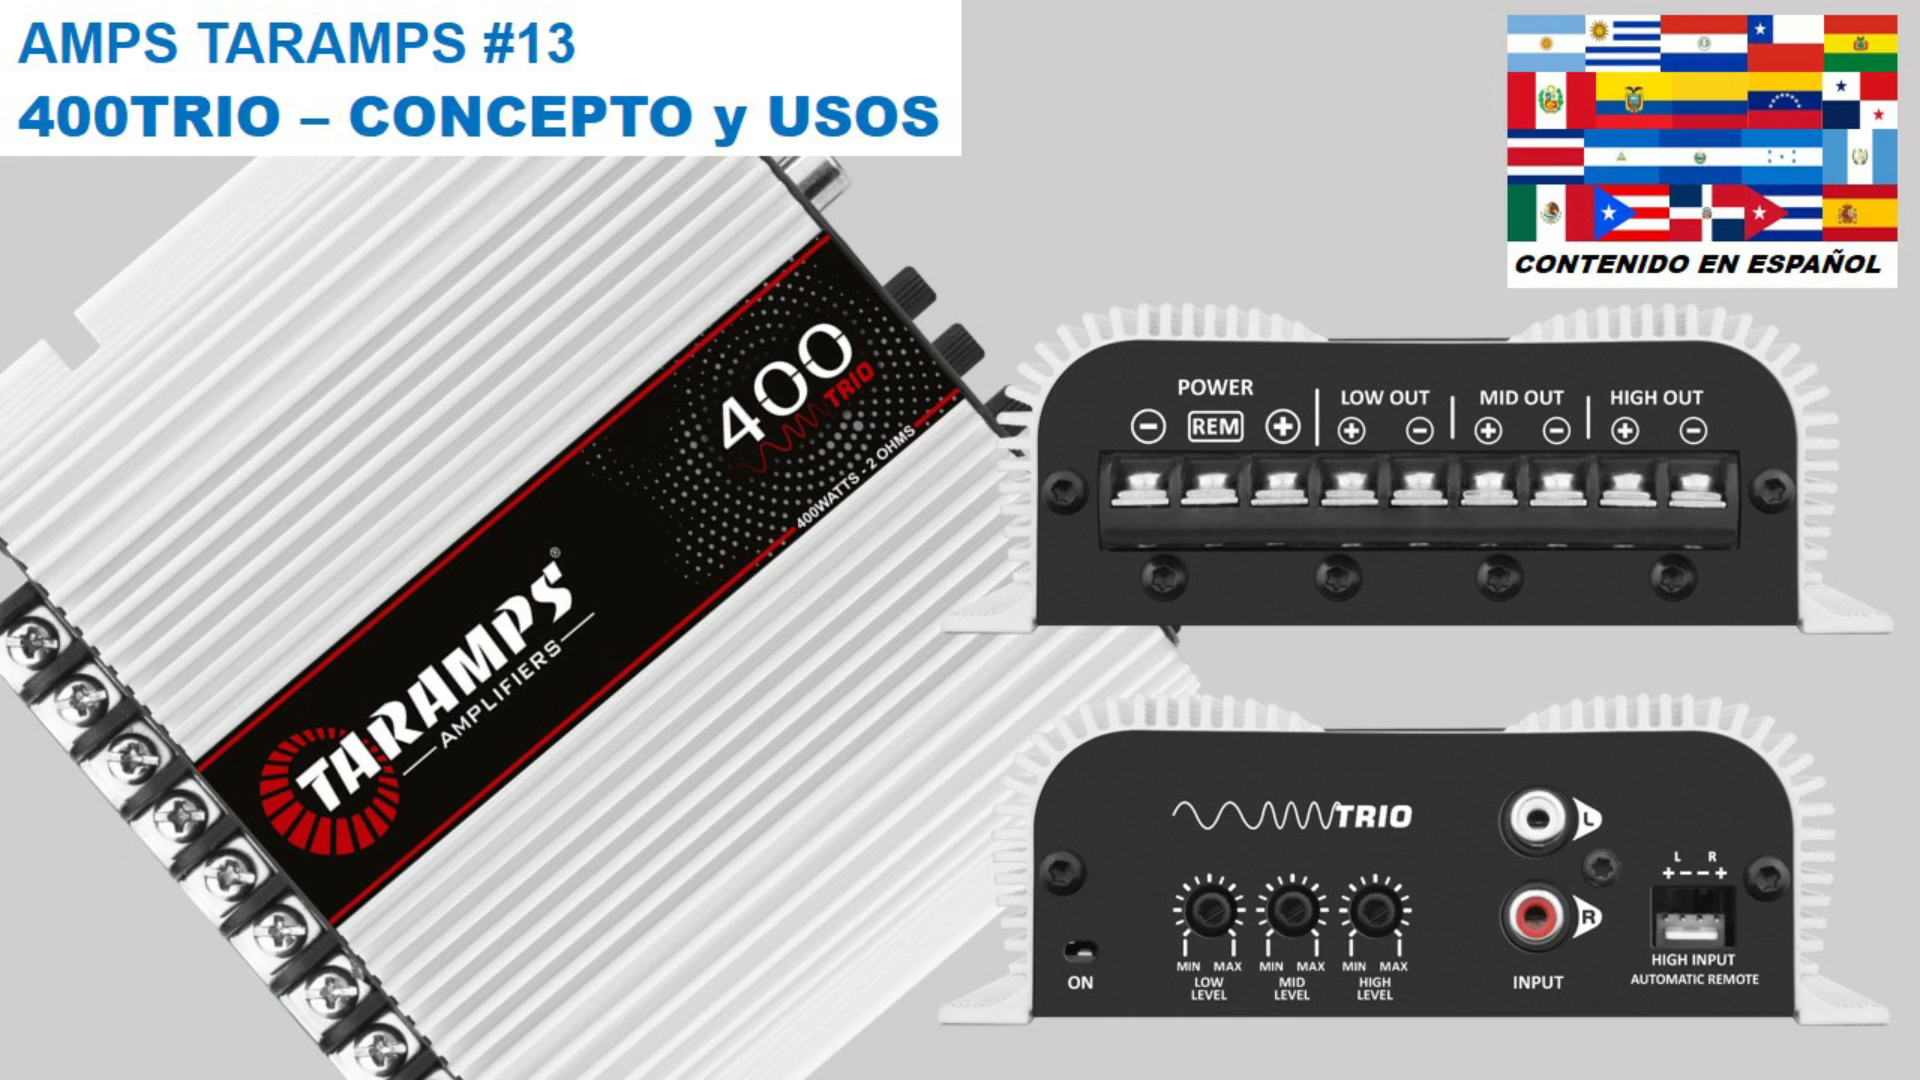 AMPS TARAMPS #13
400TRIO – CONCEPTO y USOS
CONTENIDO EN ESPAÑOL
400
TRIO
400WATTS - 2 OHMS
TARAMPS®
AMPLIFIERS
POWER
LOW OUT
MID OUT
HIGH OUT
- REM + + - + - + -
TRIO
L
R
L R
+ - - +
MIN MAX MIN MAX MIN MAX
LOW LEVEL
MID LEVEL
HIGH LEVEL
ON
INPUT
HIGH INPUT
AUTOMATIC REMOTE